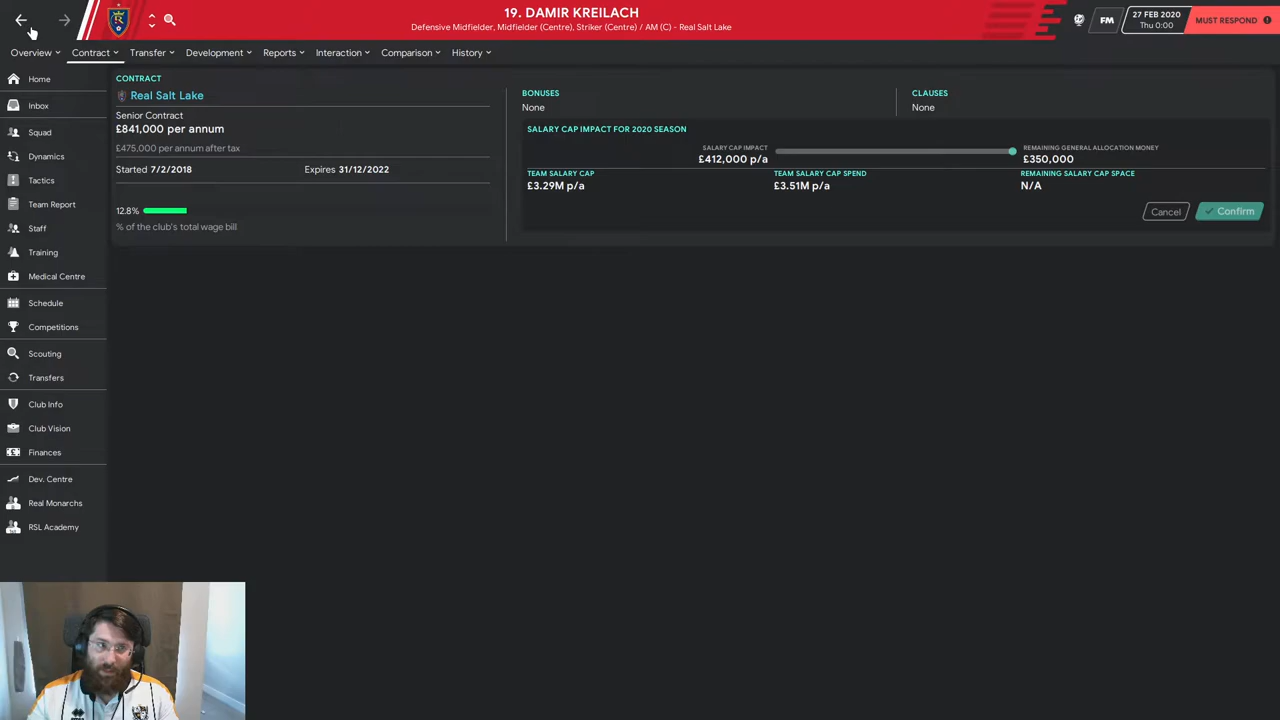 19. DAMIR KREILACH
Defensive Midfielder, Midfielder (Centre), Striker (Centre) / AM (C) - Real Salt Lake
FM
27 FEB 2020
Thu 0:00
MUST RESPOND
Overview
Contract
Transfer
Development
Reports
Interaction
Comparison
History
Home
Inbox
Squad
Dynamics
Tactics
Team Report
Staff
Training
Medical Centre
Schedule
Competitions
Scouting
Transfers
Club Info
Club Vision
Finances
Dev. Centre
Real Monarchs
RSL Academy
CONTRACT
Real Salt Lake
Senior Contract
£841,000 per annum
£475,000 per annum after tax
Started 7/2/2018 Expires 31/12/2022
12.8%
% of the club's total wage bill
BONUSES
None
CLAUSES
None
SALARY CAP IMPACT FOR 2020 SEASON
SALARY CAP IMPACT
£412,000 p/a
REMAINING GENERAL ALLOCATION MONEY
£350,000
TEAM SALARY CAP
£3.29M p/a
TEAM SALARY CAP SPEND
£3.51M p/a
REMAINING SALARY CAP SPACE
N/A
Cancel
Confirm